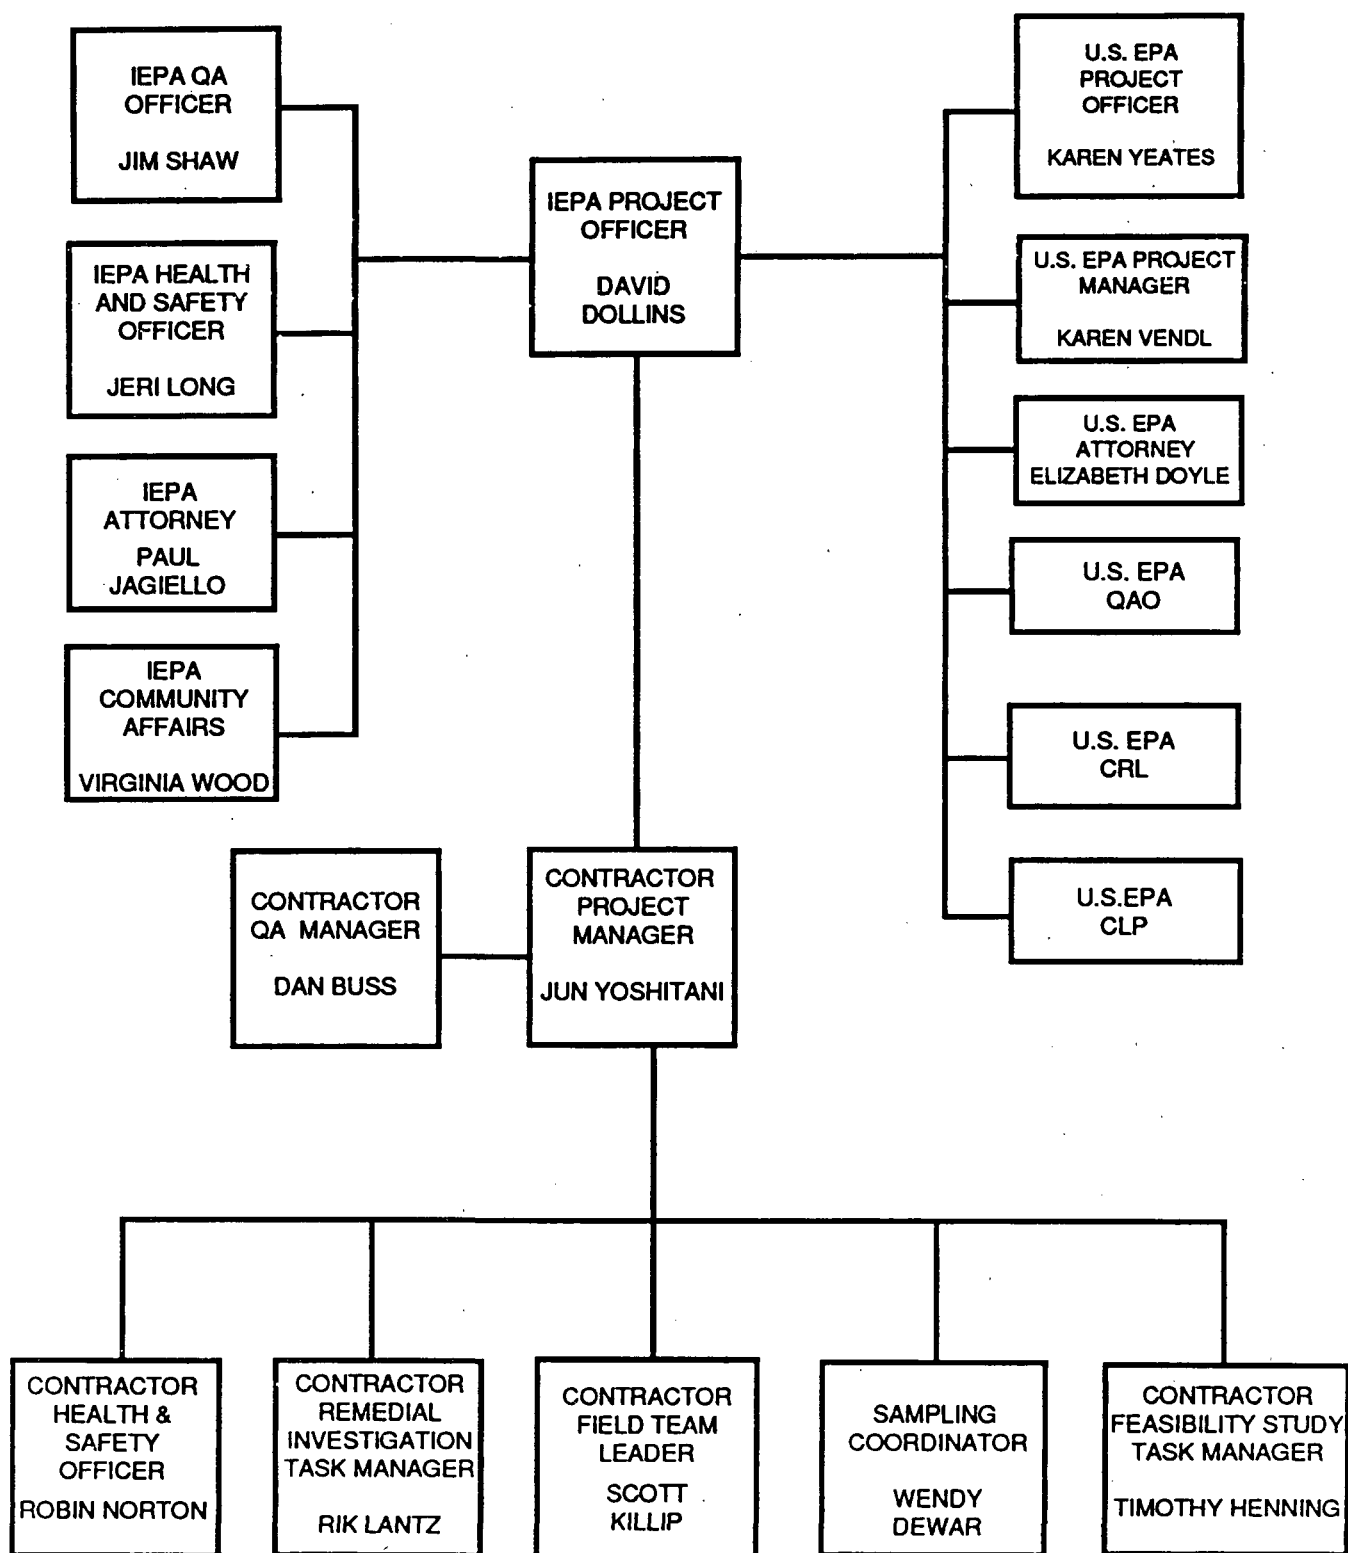 IEPA QA
OFFICER
JIM SHAW
IEPA HEALTH
AND SAFETY
OFFICER
JERI LONG
IEPA
ATTORNEY
PAUL
JAGIELLO
IEPA
COMMUNITY
AFFAIRS
VIRGINIA WOOD
IEPA PROJECT
OFFICER
DAVID
DOLLINS
U.S. EPA
PROJECT
OFFICER
KAREN YEATES
U.S. EPA PROJECT
MANAGER
KAREN VENDL
U.S. EPA
ATTORNEY
ELIZABETH DOYLE
U.S. EPA
QAO
U.S. EPA
CRL
U.S.EPA
CLP
CONTRACTOR
QA MANAGER
DAN BUSS
CONTRACTOR
PROJECT
MANAGER
JUN YOSHITANI
CONTRACTOR
HEALTH &
SAFETY
OFFICER
ROBIN NORTON
CONTRACTOR
REMEDIAL
INVESTIGATION
TASK MANAGER
RIK LANTZ
CONTRACTOR
FIELD TEAM
LEADER
SCOTT
KILLIP
SAMPLING
COORDINATOR
WENDY
DEWAR
CONTRACTOR
FEASIBILITY STUDY
TASK MANAGER
TIMOTHY HENNING